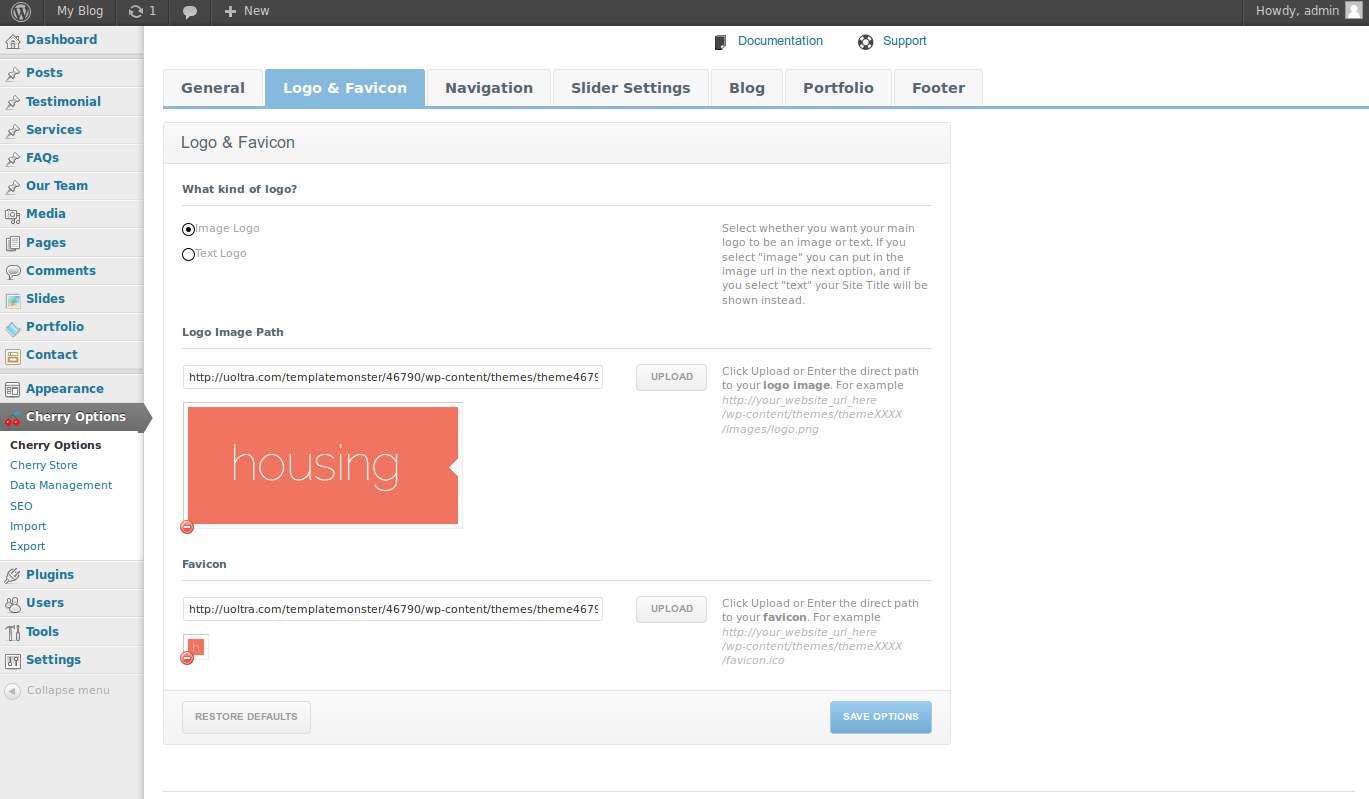 My Blog
1
New
Howdy, admin
Dashboard
Posts
Testimonial
Services
FAQs
Our Team
Media
Pages
Comments
Slides
Portfolio
Contact
Appearance
Cherry Options
Cherry Options
Cherry Store
Data Management
SEO
Import
Export
Plugins
Users
Tools
Settings
Collapse menu
Documentation
Support
General
Logo & Favicon
Navigation
Slider Settings
Blog
Portfolio
Footer
Logo & Favicon
What kind of logo?
Image Logo
Text Logo
Select whether you want your main
logo to be an image or text. If you
select "image" you can put in the
image url in the next option, and if
you select "text" your Site Title will be
shown instead.
Logo Image Path
http://uoltra.com/templatemonster/46790/wp-content/themes/theme4679
UPLOAD
Click Upload or Enter the direct path
to your logo image. For example
http://your_website_url_here
/wp-content/themes/themeXXXX
/images/logo.png
housing
Favicon
http://uoltra.com/templatemonster/46790/wp-content/themes/theme4679
UPLOAD
Click Upload or Enter the direct path
to your favicon. For example
http://your_website_url_here
/wp-content/themes/themeXXXX
/favicon.ico
h
RESTORE DEFAULTS
SAVE OPTIONS